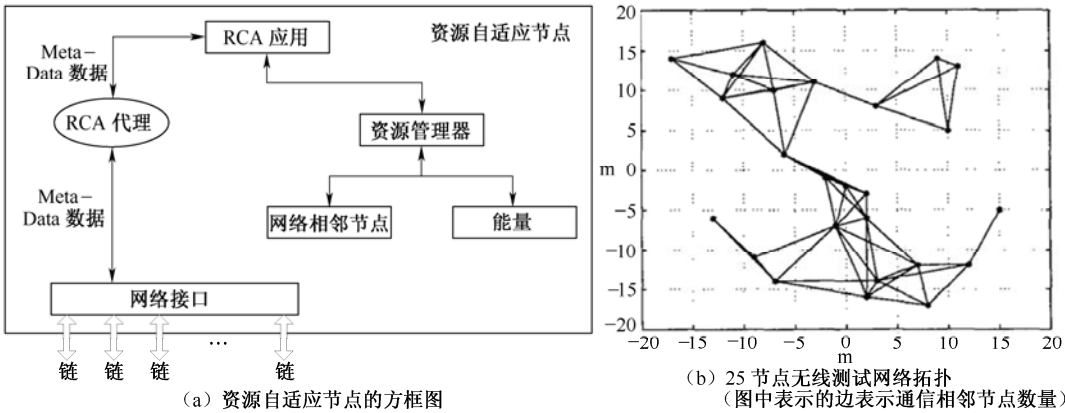 资源自适应节点
RCA 应用
Meta-
Data 数据
RCA 代理
资源管理器
Meta-
Data 数据
网络相邻节点
能量
网络接口
…
链
链
链
链
(a) 资源自适应节点的方框图
20
15
10
5
m 0
-5
-10
-15
-20
-20 -15 -10 -5 0 5 10 15 20
m
(b) 25 节点无线测试网络拓扑
(图中表示的边表示通信相邻节点数量)